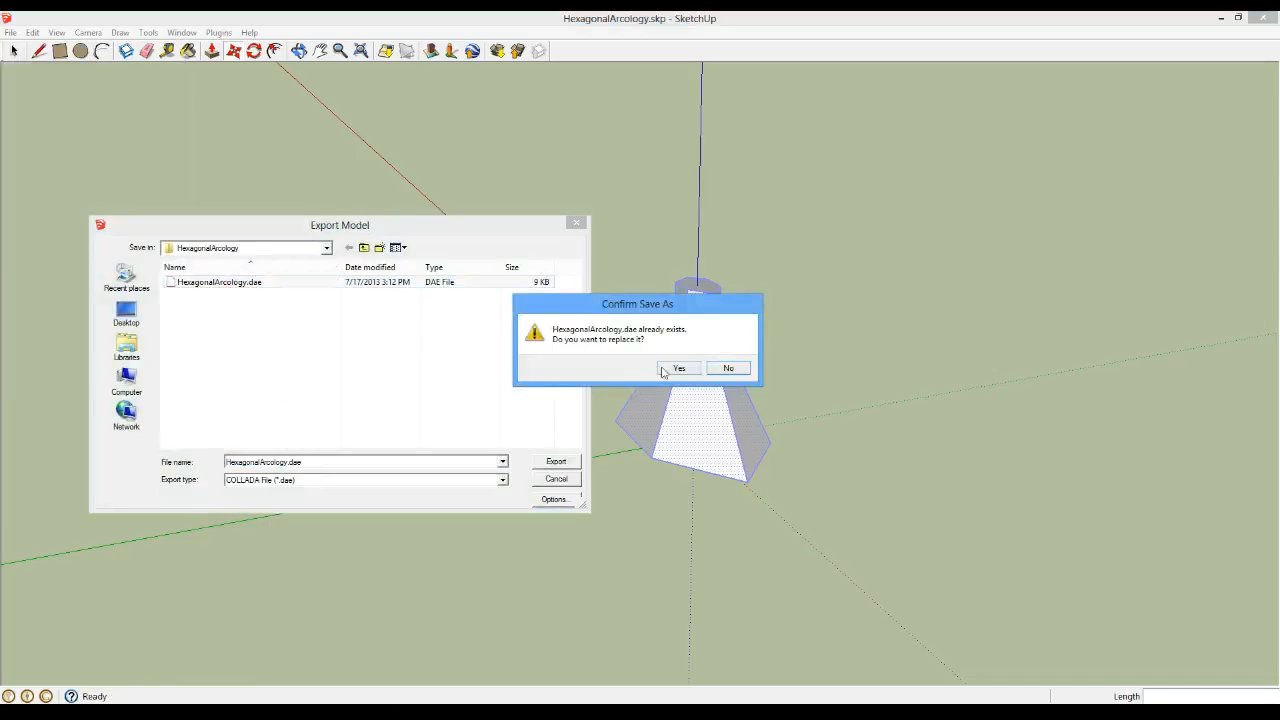 HexagonalArcology.skp - SketchUp
File Edit View Camera Draw Tools Window Plugins Help
Export Model
Save in: HexagonalArcology
Name Date modified Type Size
HexagonalArcology.dae 7/17/2013 3:12 PM DAE File 9 KB
Recent places
Desktop
Libraries
Computer
Network
Confirm Save As
HexagonalArcology.dae already exists.
Do you want to replace it?
Yes No
File name: HexagonalArcology.dae Export
Export type: COLLADA File (*.dae) Cancel
Options...
Ready Length